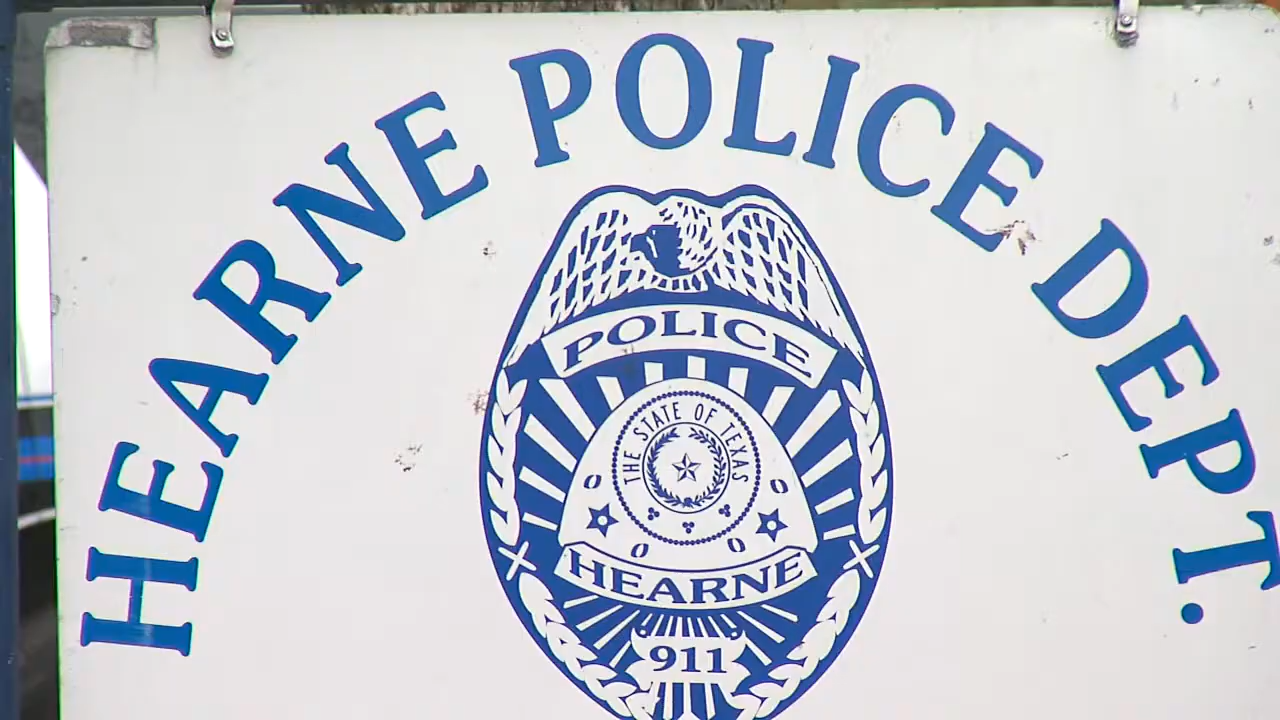 HEARNE POLICE DEPT.
POLICE
THE STATE OF TEXAS
HEARNE
911